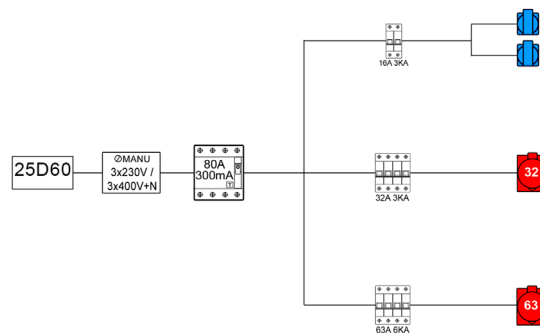 16A 3KA
25D60
∅MANU
3x230V /
3x400V+N
80A
300mA
T
32A 3KA
32
63A 6KA
63